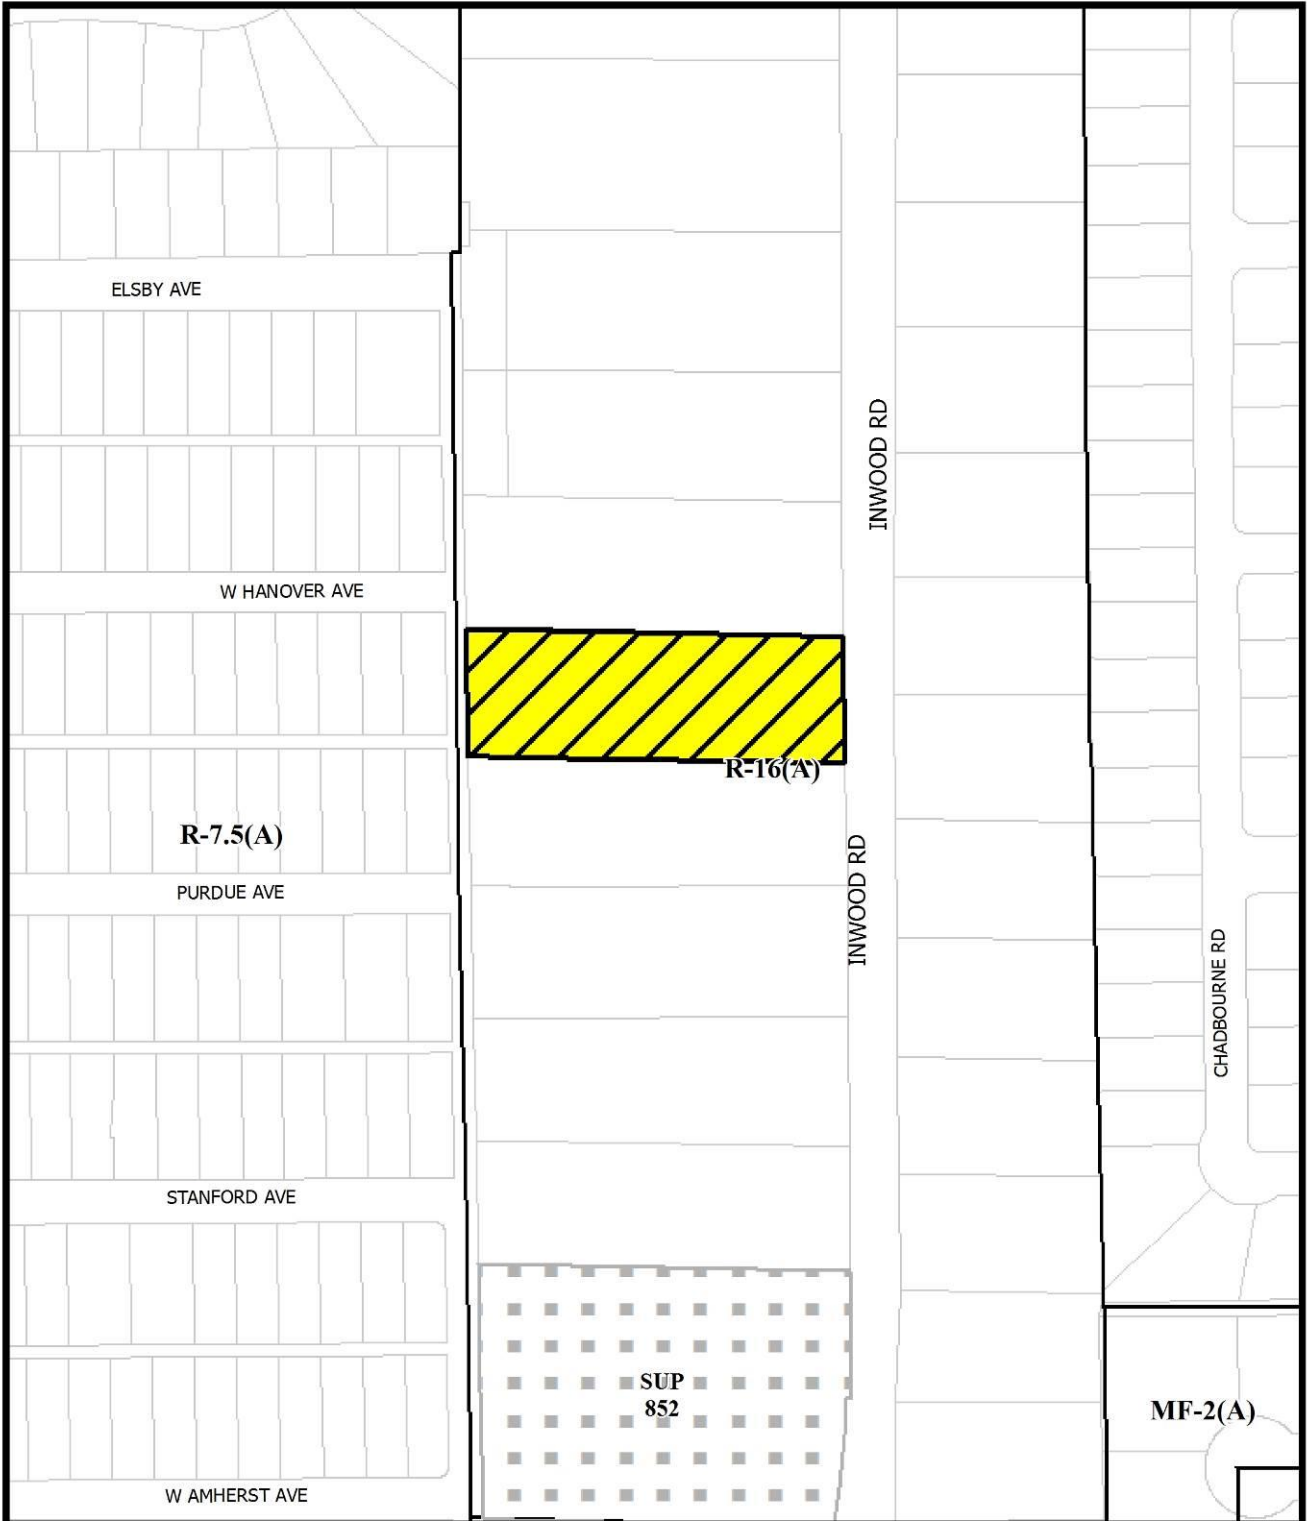 ELSBY AVE
INWOOD RD
W HANOVER AVE
R-16(A)
R-7.5(A)
PURDUE AVE
INWOOD RD
CHADBOURNE RD
STANFORD AVE
SUP
852
MF-2(A)
W AMHERST AVE